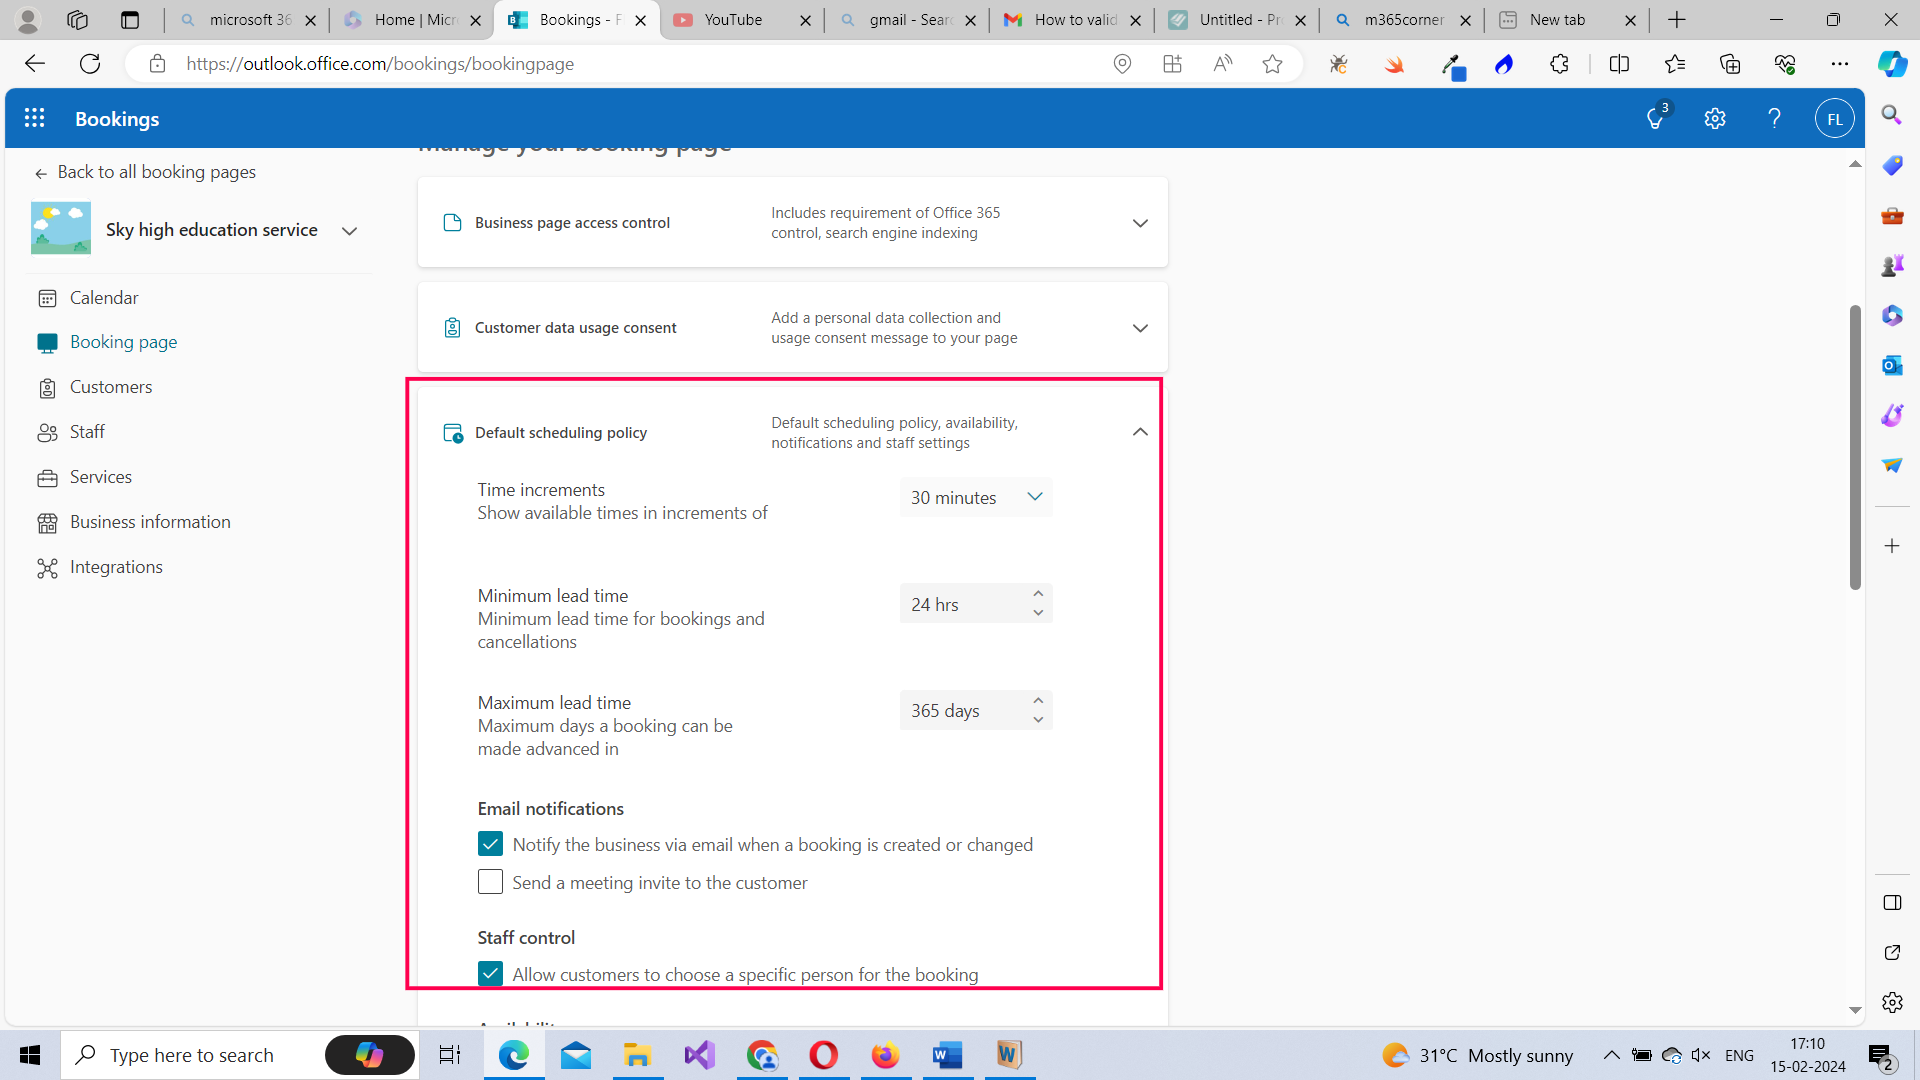 microsoft 36
Home | Micr
Bookings - F
YouTube
gmail - Sear
How to valid
Untitled - Pr
m365corner
New tab
https://outlook.office.com/bookings/bookingpage
Bookings
3
FL
Manage your booking page
Back to all booking pages
Sky high education service
Calendar
Booking page
Customers
Staff
Services
Business information
Integrations
Business page access control
Includes requirement of Office 365
control, search engine indexing
Customer data usage consent
Add a personal data collection and
usage consent message to your page
Default scheduling policy
Default scheduling policy, availability,
notifications and staff settings
Time increments
Show available times in increments of
30 minutes
Minimum lead time
Minimum lead time for bookings and
cancellations
24 hrs
Maximum lead time
Maximum days a booking can be
made advanced in
365 days
Email notifications
Notify the business via email when a booking is created or changed
Send a meeting invite to the customer
Staff control
Allow customers to choose a specific person for the booking
Type here to search
31°C Mostly sunny
ENG
17:10
15-02-2024
2